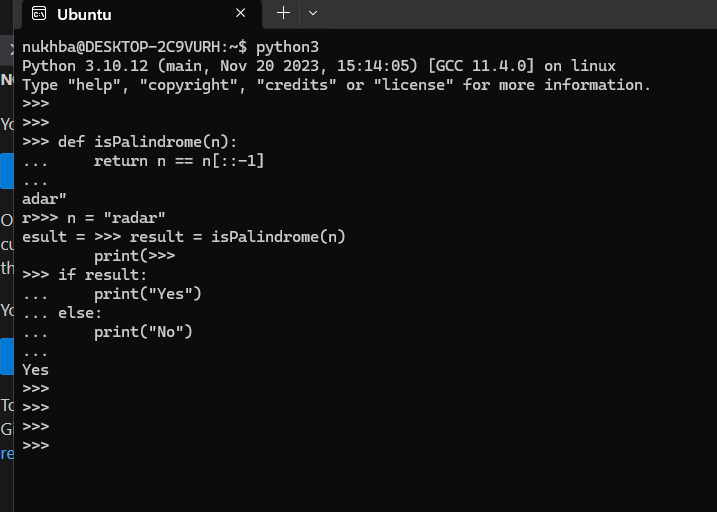 Ubuntu
nukhba@DESKTOP-2C9VURH:~$ python3
Python 3.10.12 (main, Nov 20 2023, 15:14:05) [GCC 11.4.0] on linux
Type "help", "copyright", "credits" or "license" for more information.
>>>
>>>
>>> def isPalindrome(n):
...     return n == n[::-1]
...
adar"
r>>> n = "radar"
esult = >>> result = isPalindrome(n)
        print(>>>
>>> if result:
...     print("Yes")
... else:
...     print("No")
...
Yes
>>>
>>>
>>>
>>>